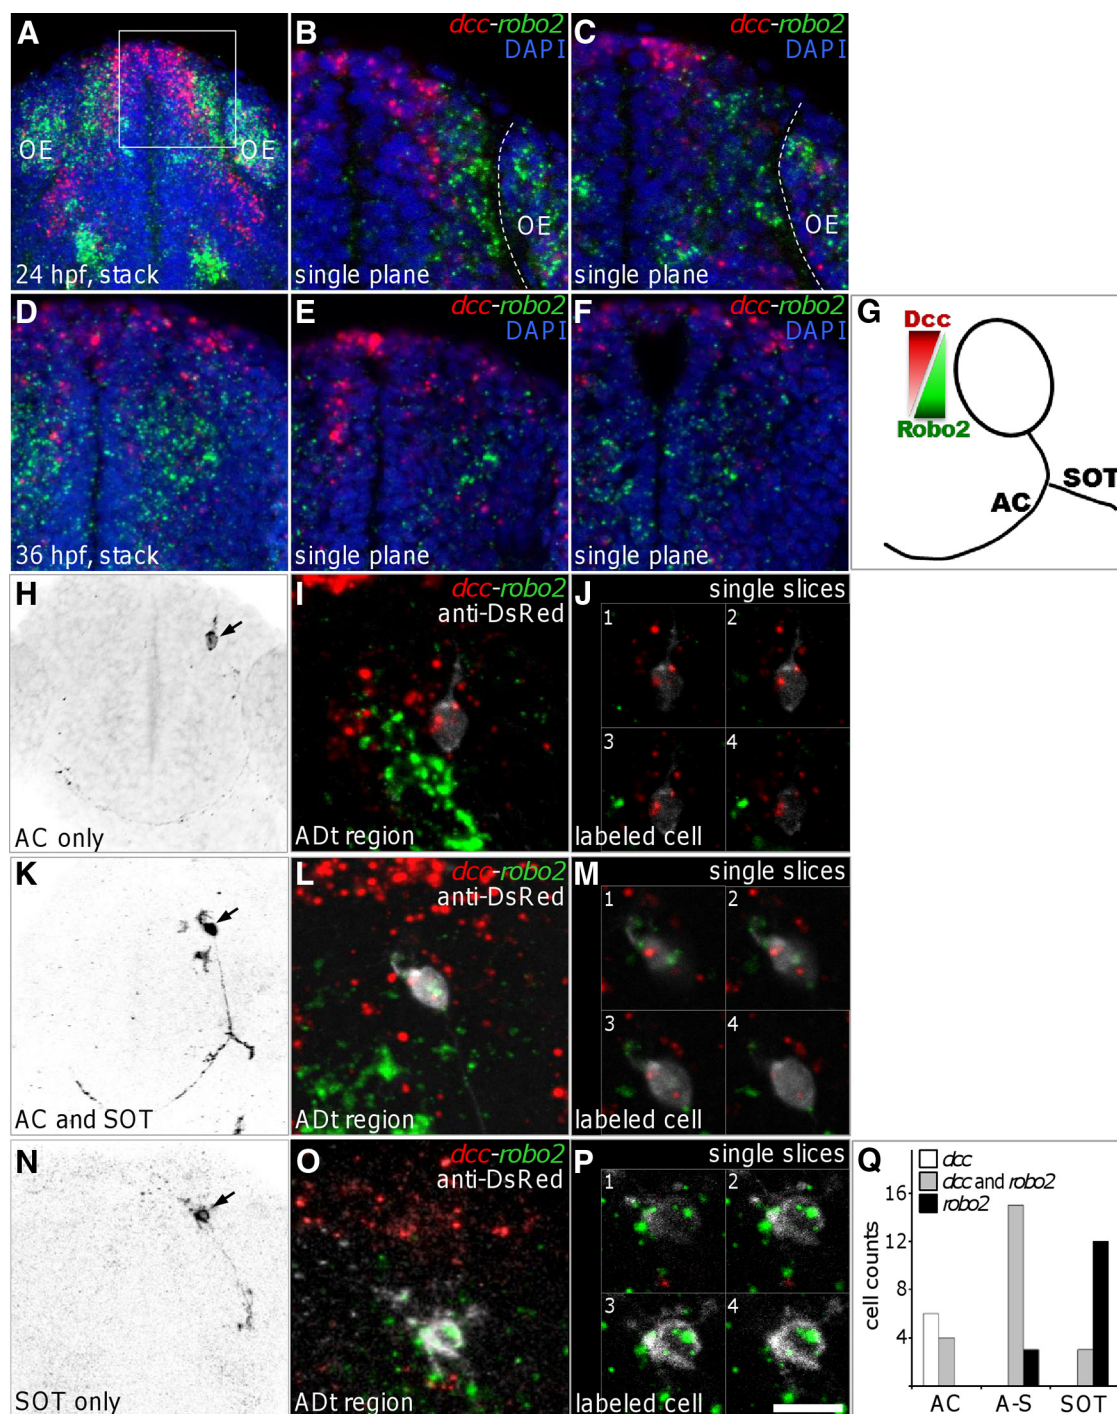 A
OE
OE
24 hpf, stack
B
dcc-robo2
DAPI
OE
single plane
C
dcc-robo2
DAPI
OE
single plane
D
36 hpf, stack
E
dcc-robo2
DAPI
single plane
F
dcc-robo2
DAPI
single plane
G
Dcc
Robo2
SOT
AC
H
AC only
I
dcc-robo2
anti-DsRed
ADt region
J
single slices
1
2
3
4
labeled cell
K
AC and SOT
L
dcc-robo2
anti-DsRed
ADt region
M
single slices
1
2
3
4
labeled cell
N
SOT only
O
dcc-robo2
anti-DsRed
ADt region
P
single slices
1
2
3
4
labeled cell
Q
dcc
dcc and robo2
robo2
16
12
8
4
cell counts
AC
A-S
SOT